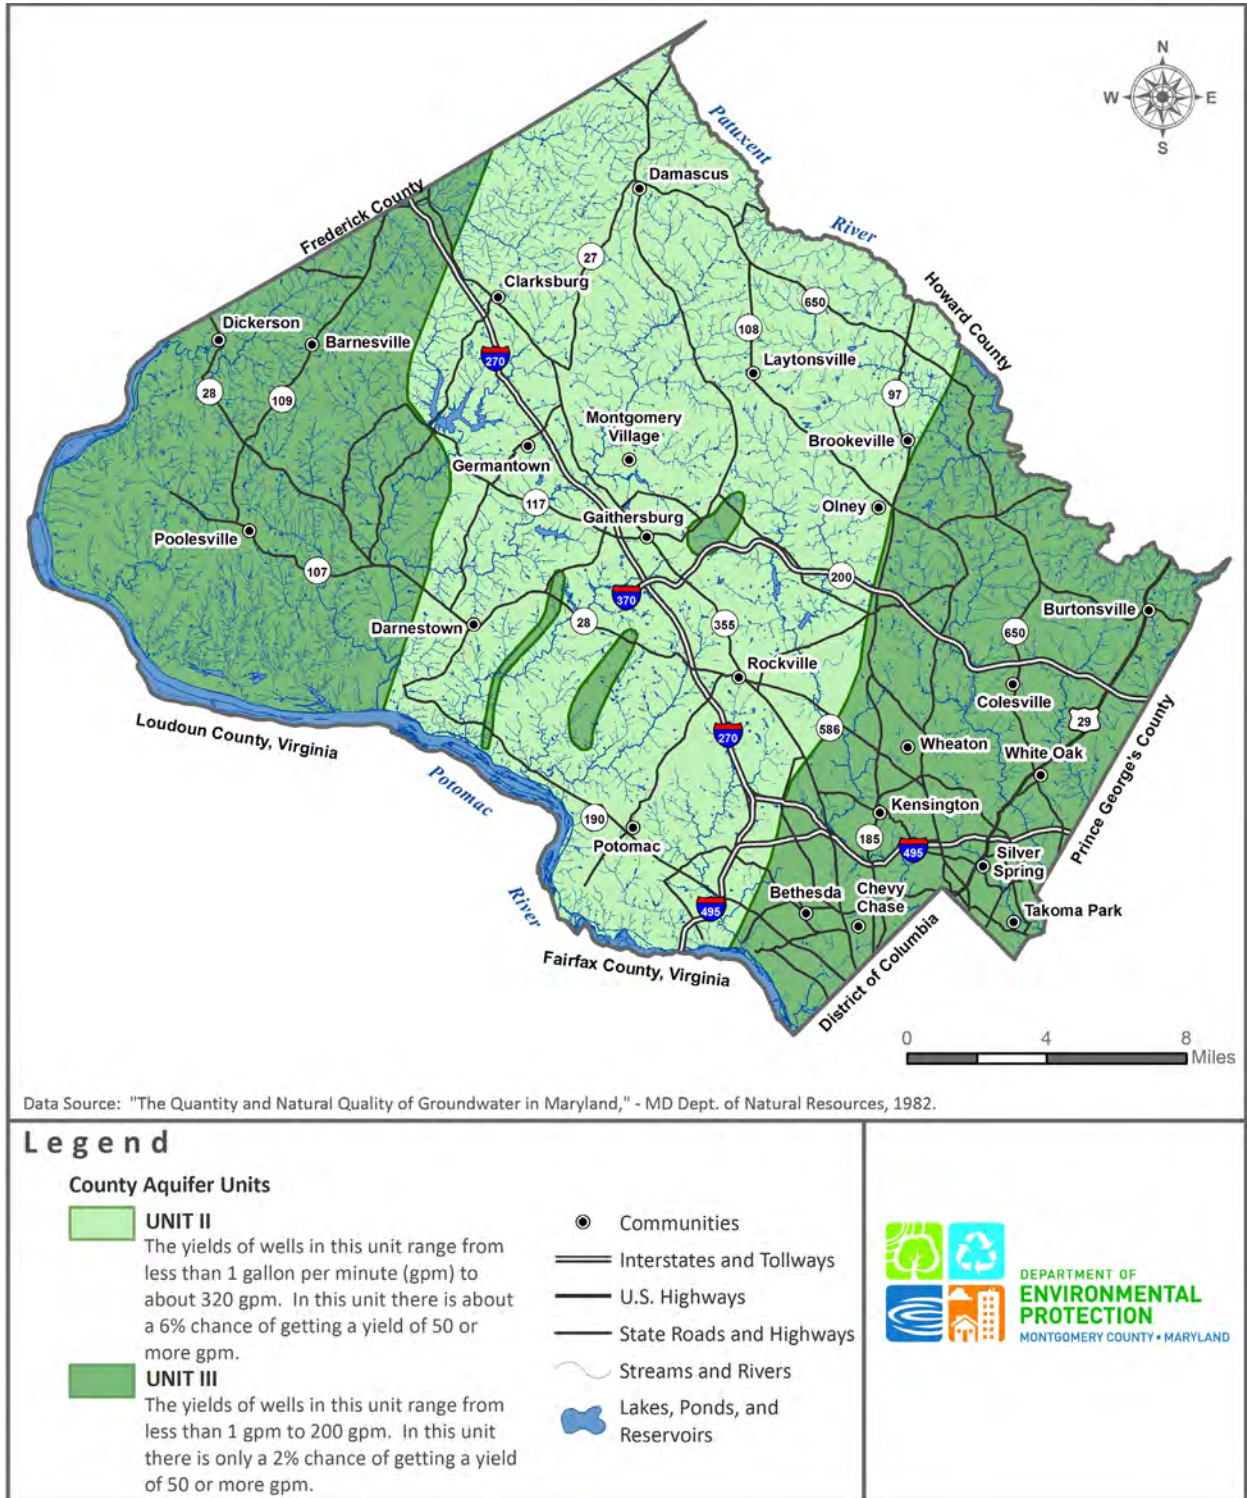 N
W E
S
Patuxent
River
Damascus
Frederick County
27
Clarksburg
650
Howard County
Dickerson
Barnesville
270
108
Laytonsville
28
109
97
Montgomery
Village
Brookeville
Germantown
117
Gaithersburg
Olney
Poolesville
107
200
370
Burtonsville
Darnestown
28
355
650
Rockville
Colesville
Loudoun County, Virginia
270
586
29
Wheaton
White Oak
Prince George's County
Potomac
190
Potomac
Kensington
185
495
Silver
Spring
River
Bethesda
Chevy
Chase
495
Takoma Park
Fairfax County, Virginia
District of Columbia
0 4 8
Miles
Data Source: "The Quantity and Natural Quality of Groundwater in Maryland," - MD Dept. of Natural Resources, 1982.
Legend
County Aquifer Units
UNIT II
The yields of wells in this unit range from
less than 1 gallon per minute (gpm) to
about 320 gpm. In this unit there is about
a 6% chance of getting a yield of 50 or
more gpm.
UNIT III
The yields of wells in this unit range from
less than 1 gpm to 200 gpm. In this unit
there is only a 2% chance of getting a yield
of 50 or more gpm.
Communities
Interstates and Tollways
U.S. Highways
State Roads and Highways
Streams and Rivers
Lakes, Ponds, and
Reservoirs
DEPARTMENT OF
ENVIRONMENTAL
PROTECTION
MONTGOMERY COUNTY • MARYLAND